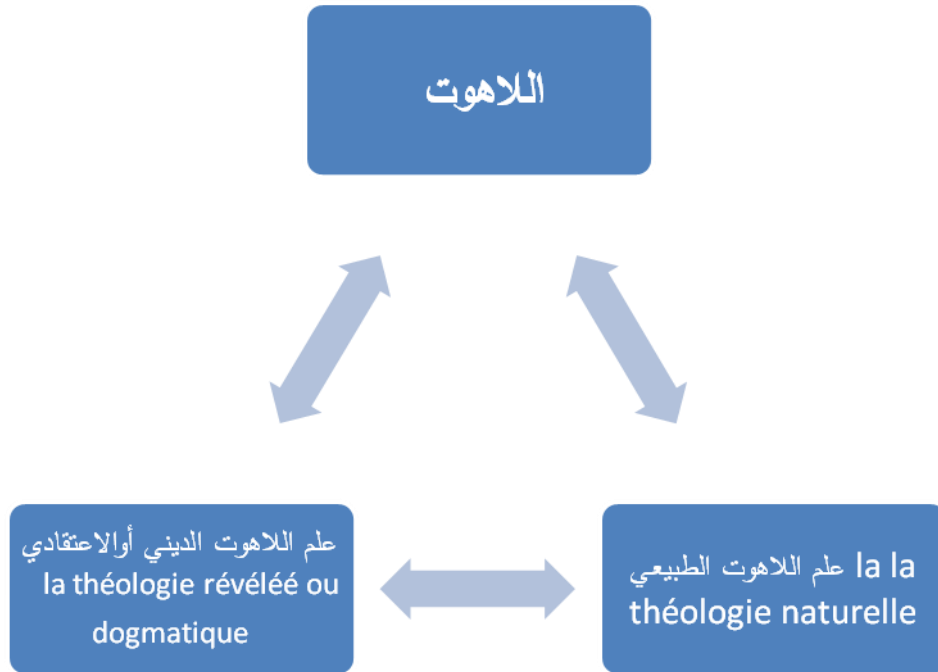 اللاهوت
علم اللاهوت الديني أوالاعتقادي
la théologie révéléé ou
dogmatique
la la علم اللاهوت الطبيعي
théologie naturelle